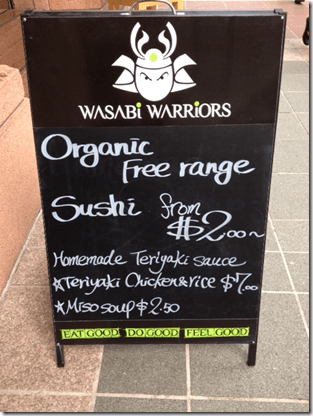 WASABi WARRiORS
Organic
Free range
Sushi from
$2.00~
Homemade Teriyaki sauce
★Teriyaki Chicken & rice $7.00
★Miso soup $2.50
EAT GOOD DO GOOD FEEL GOOD